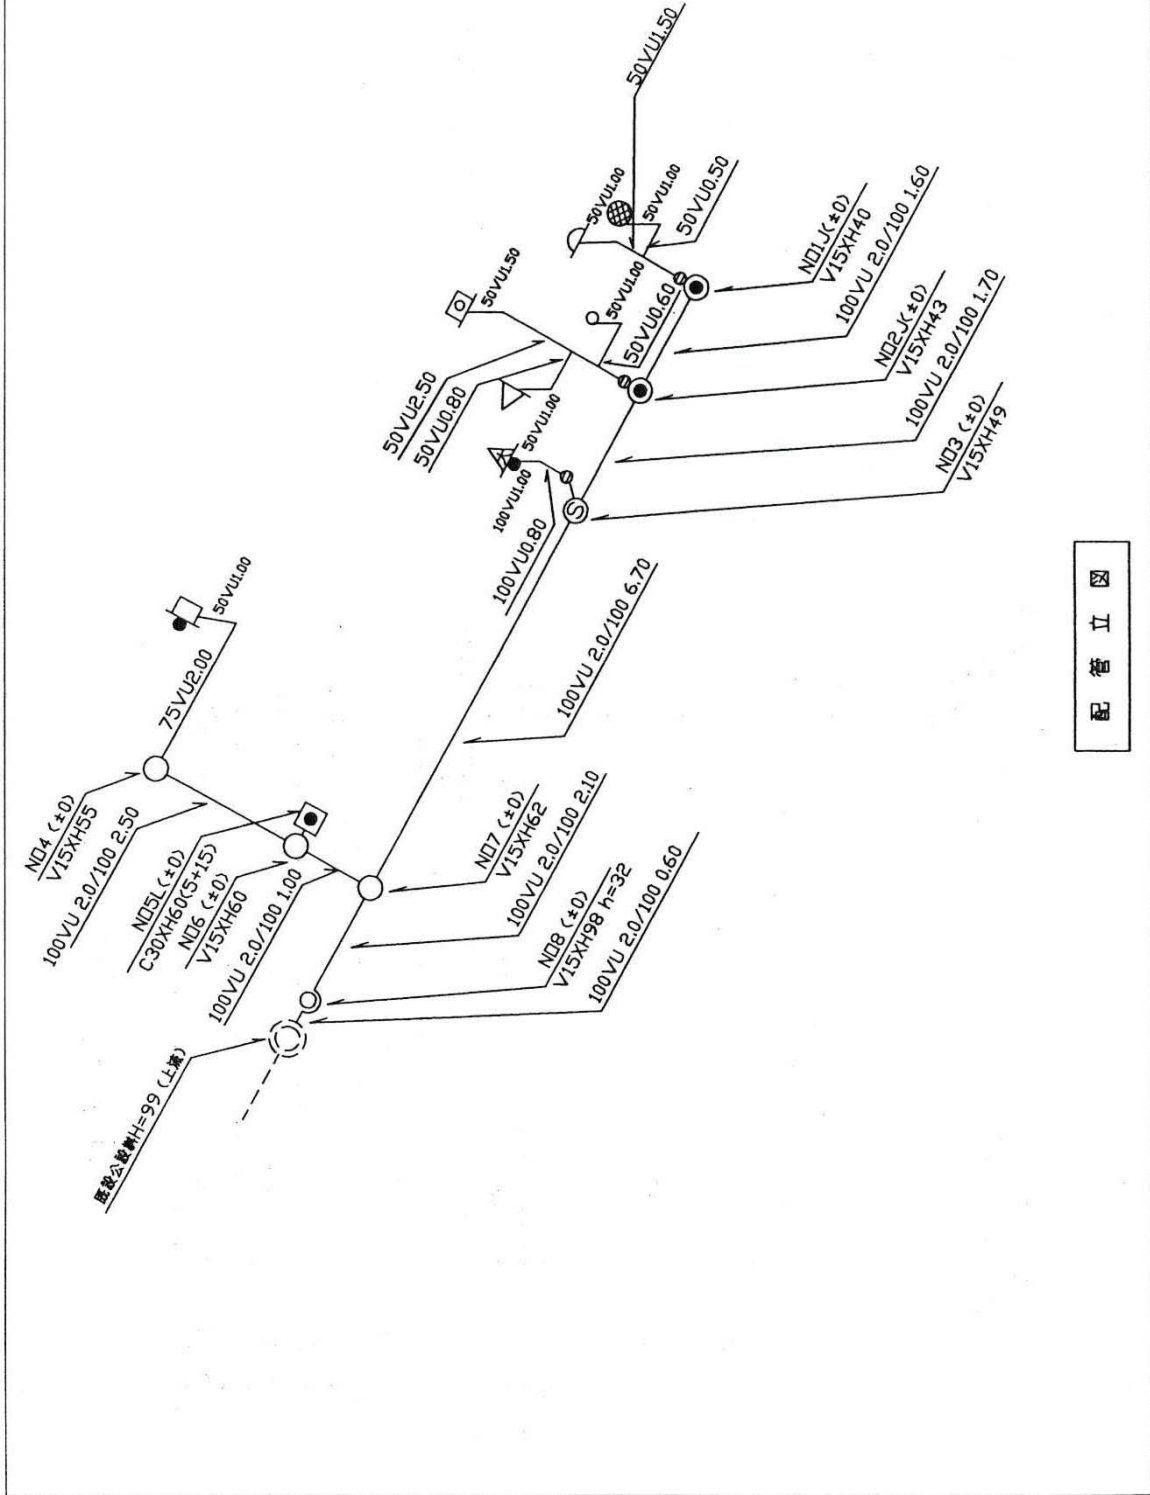 50VU1.50
50VU1.00
50VU1.00
50VU0.50
50VU1.50
50VU1.00
50VU0.60
50VU2.50
50VU0.80
50VU1.00
100VU1.00
100VU0.80
NO1J(±0)
V15XH40
100VU 2.0/100 1.60
NO2J(±0)
V15XH43
100VU 2.0/100 1.70
NO3 (±0)
V15XH49
100VU 2.0/100 6.70
50VU1.00
75VU2.00
NO4 (±0)
V15XH55
100VU 2.0/100 2.50
NO5L(±0)
C30XH60(5+15)
NO6 (±0)
V15XH60
100VU 2.0/100 1.00
NO7 (±0)
V15XH62
100VU 2.0/100 2.10
NO8 (±0)
V15XH98 h=32
100VU 2.0/100 0.60
既設公設桝H=99 (上流)
配管立図